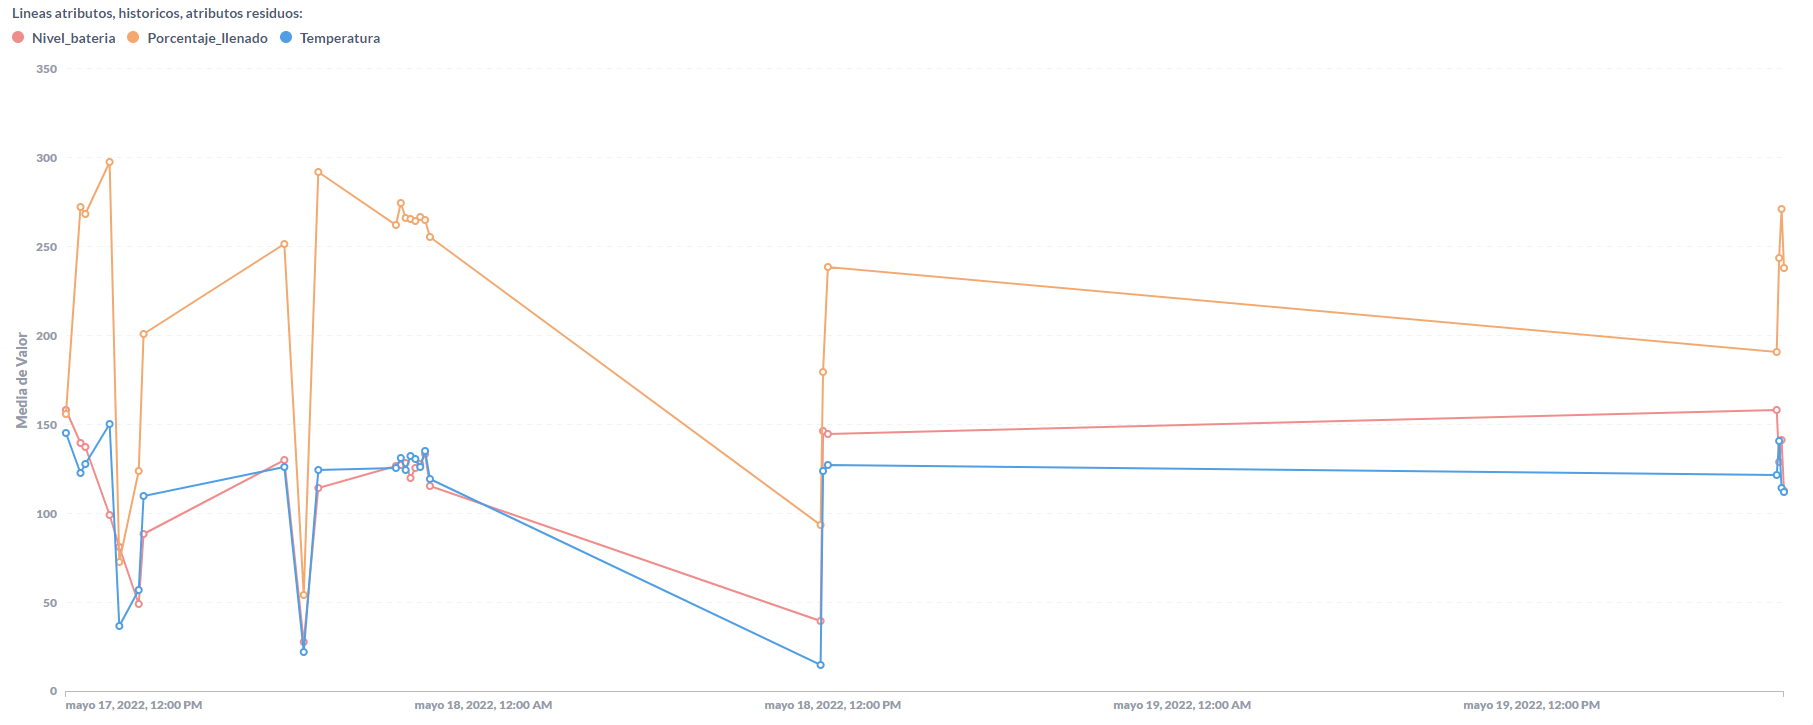 Lineas atributos, historicos, atributos residuos:
Nivel_bateria Porcentaje_llenado Temperatura
350
300
250
200
150
100
50
0
Media de Valor
mayo 17, 2022, 12:00 PM mayo 18, 2022, 12:00 AM mayo 18, 2022, 12:00 PM mayo 19, 2022, 12:00 AM mayo 19, 2022, 12:00 PM